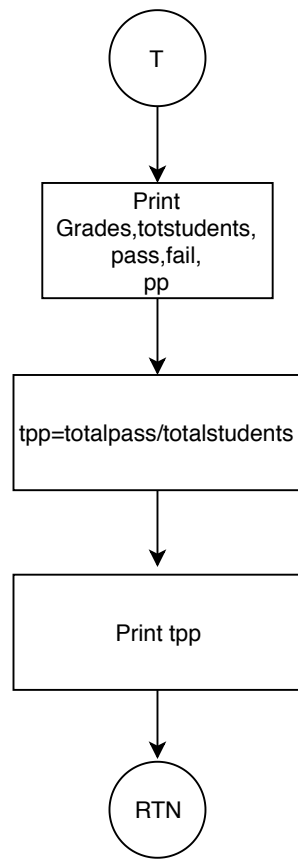 T
Print
Grades,totstudents,
pass,fail,
pp
tpp=totalpass/totalstudents
Print tpp
RTN